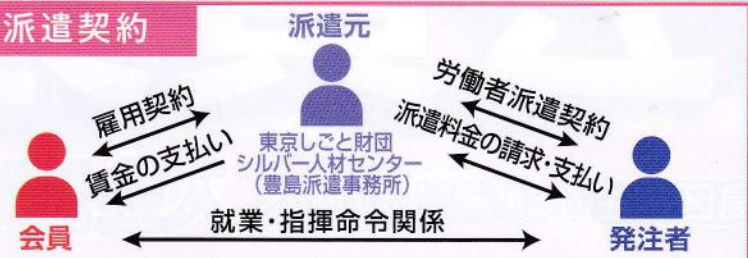 派遣契約
派遣元
雇用契約
賃金の支払い
東京しごと財団
シルバー人材センター
（豊島派遣事務所）
労働者派遣契約
派遣料金の請求・支払い
会員
就業・指揮命令関係
発注者